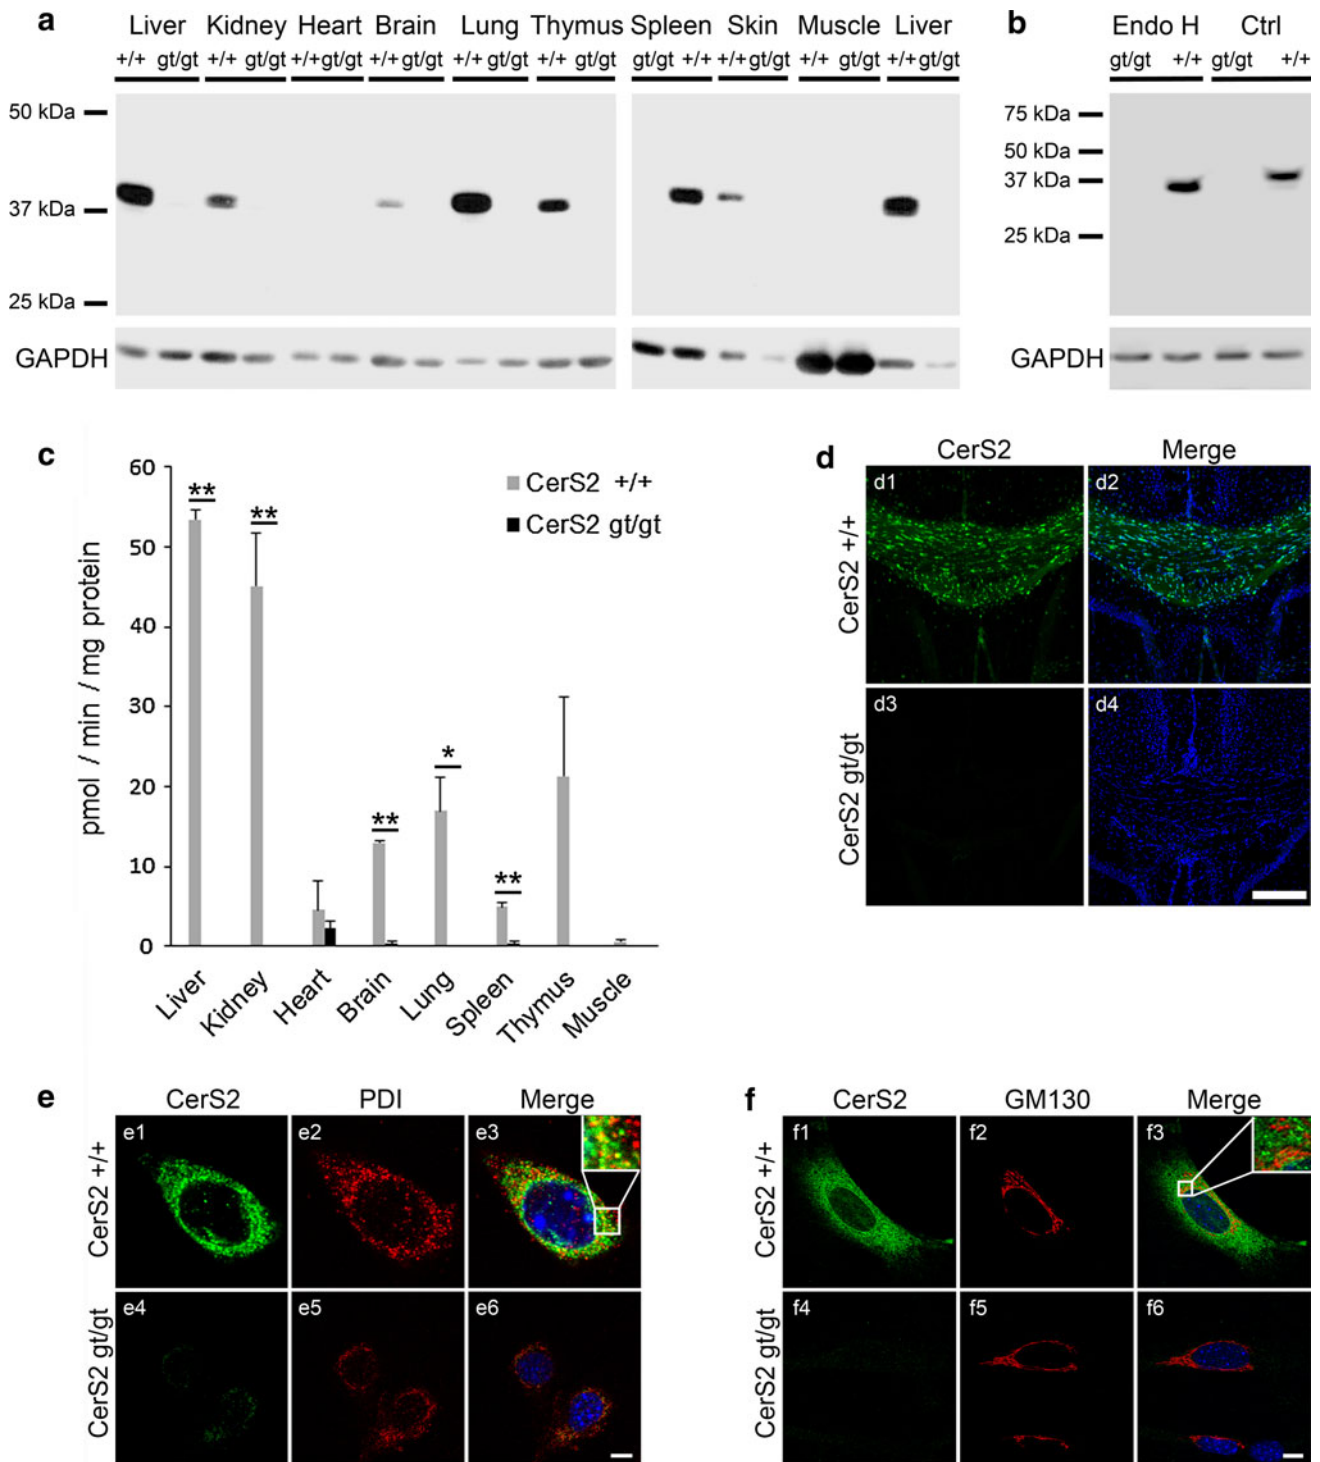 a
Liver Kidney Heart Brain Lung Thymus Spleen Skin Muscle Liver
+/+ gt/gt +/+ gt/gt +/+ gt/gt +/+ gt/gt +/+ gt/gt +/+ gt/gt gt/gt +/+ +/+ gt/gt +/+ gt/gt +/+ gt/gt
50 kDa
37 kDa
25 kDa
GAPDH
b
Endo H Ctrl
gt/gt +/+ gt/gt +/+
75 kDa
50 kDa
37 kDa
25 kDa
GAPDH
c
pmol / min / mg protein
60
50
40
30
20
10
0
** ** ** * **
CerS2 +/+
CerS2 gt/gt
Liver Kidney Heart Brain Lung Spleen Thymus Muscle
d
CerS2 Merge
CerS2 +/+
d1 d2
CerS2 gt/gt
d3 d4
e
CerS2 PDI Merge
CerS2 +/+
e1 e2 e3
CerS2 gt/gt
e4 e5 e6
f
CerS2 GM130 Merge
CerS2 +/+
f1 f2 f3
CerS2 gt/gt
f4 f5 f6